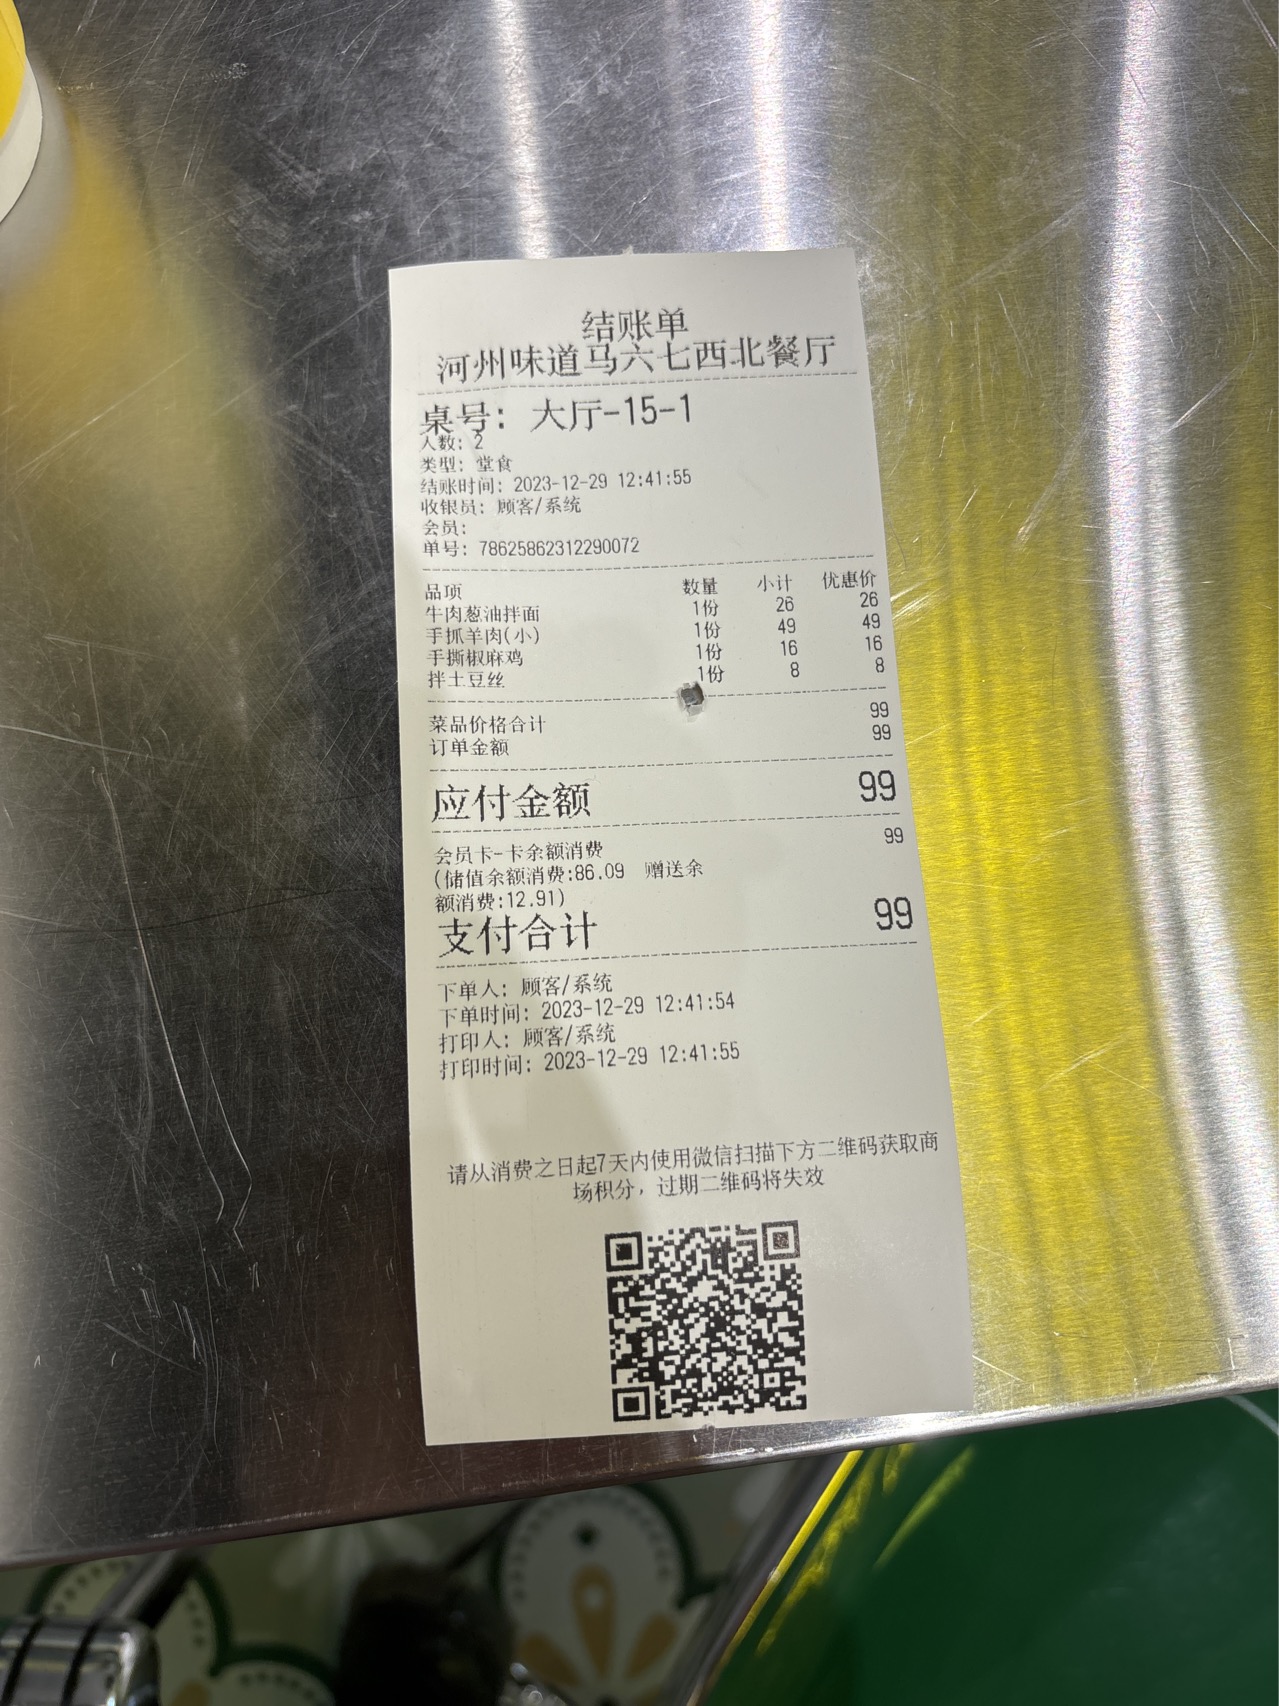 结账单
河州味道马六七西北餐厅
桌号: 大厅-15-1
人数: 2
类型: 堂食
结账时间: 2023-12-29 12:41:55
收银员: 顾客/系统
会员:
单号: 78625862312290072
品项 数量 小计 优惠价
牛肉葱油拌面 1份 26 26
手抓羊肉(小) 1份 49 49
手撕椒麻鸡 1份 16 16
拌土豆丝 1份 8 8
菜品价格合计 99
订单金额 99
应付金额 99
会员卡-卡余额消费 99
(储值余额消费:86.09 赠送余
额消费:12.91)
支付合计 99
下单人: 顾客/系统
下单时间: 2023-12-29 12:41:54
打印人: 顾客/系统
打印时间: 2023-12-29 12:41:55
请从消费之日起7天内使用微信扫描下方二维码获取商
场积分，过期二维码将失效